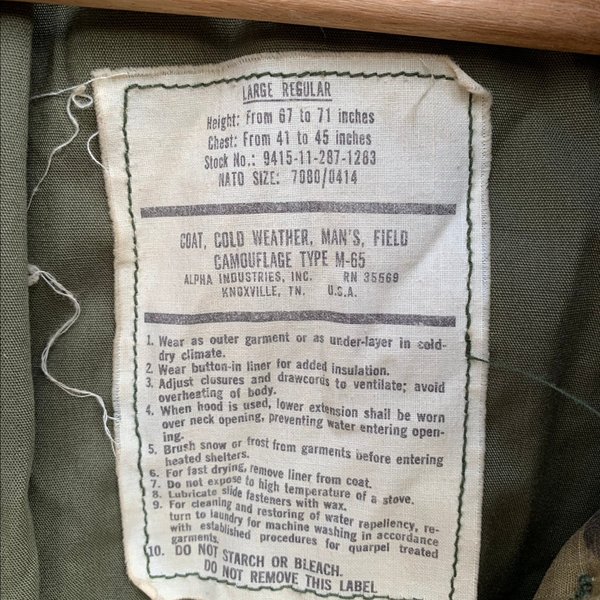 LARGE REGULAR
Height: From 67 to 71 inches
Chest: From 41 to 45 inches
Stock No.: 9415-11-287-1283
NATO SIZE: 7080/0414
COAT, COLD WEATHER, MAN'S, FIELD
CAMOUFLAGE TYPE M-65
ALPHA INDUSTRIES, INC. RN 35569
KNOXVILLE, TN. U.S.A.
1. Wear as outer garment or as under-layer in cold-
dry climate.
2. Wear button-in liner for added insulation.
3. Adjust closures and drawcords to ventilate; avoid
overheating of body.
4. When hood is used, lower extension shall be worn
over neck opening, preventing water entering open-
ing.
5. Brush snow or frost from garments before entering
heated shelters.
6. For fast drying, remove liner from coat.
7. Do not expose to high temperature of a stove.
8. Lubricate slide fasteners with wax.
9. For cleaning and restoring of water repellency, re-
turn to laundry for machine washing in accordance
with established procedures for quarpel treated
garments.
10. DO NOT STARCH OR BLEACH.
DO NOT REMOVE THIS LABEL